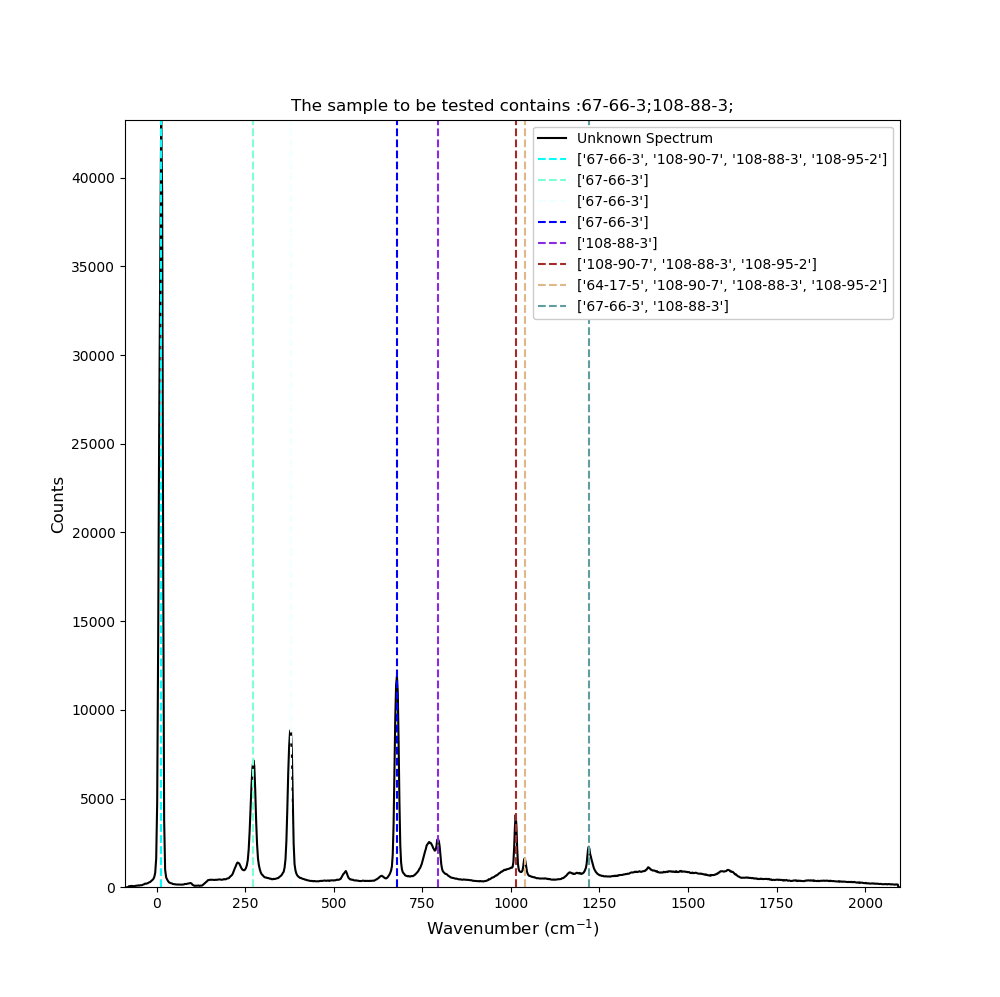 The sample to be tested contains :67-66-3;108-88-3;
Unknown Spectrum
['67-66-3', '108-90-7', '108-88-3', '108-95-2']
['67-66-3']
['67-66-3']
['67-66-3']
['108-88-3']
['108-90-7', '108-88-3', '108-95-2']
['64-17-5', '108-90-7', '108-88-3', '108-95-2']
['67-66-3', '108-88-3']
40000
35000
30000
25000
20000
15000
10000
5000
0
Counts
0 250 500 750 1000 1250 1500 1750 2000
Wavenumber (cm⁻¹)